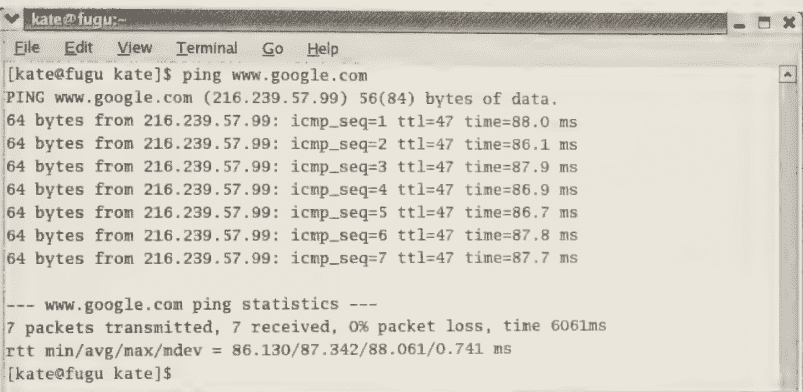 kate@fugu:~
File Edit View Terminal Go Help
[kate@fugu kate]$ ping www.google.com
PING www.google.com (216.239.57.99) 56(84) bytes of data.
64 bytes from 216.239.57.99: icmp_seq=1 ttl=47 time=88.0 ms
64 bytes from 216.239.57.99: icmp_seq=2 ttl=47 time=86.1 ms
64 bytes from 216.239.57.99: icmp_seq=3 ttl=47 time=87.9 ms
64 bytes from 216.239.57.99: icmp_seq=4 ttl=47 time=86.9 ms
64 bytes from 216.239.57.99: icmp_seq=5 ttl=47 time=86.7 ms
64 bytes from 216.239.57.99: icmp_seq=6 ttl=47 time=87.8 ms
64 bytes from 216.239.57.99: icmp_seq=7 ttl=47 time=87.7 ms
--- www.google.com ping statistics ---
7 packets transmitted, 7 received, 0% packet loss, time 6061ms
rtt min/avg/max/mdev = 86.130/87.342/88.061/0.741 ms
[kate@fugu kate]$